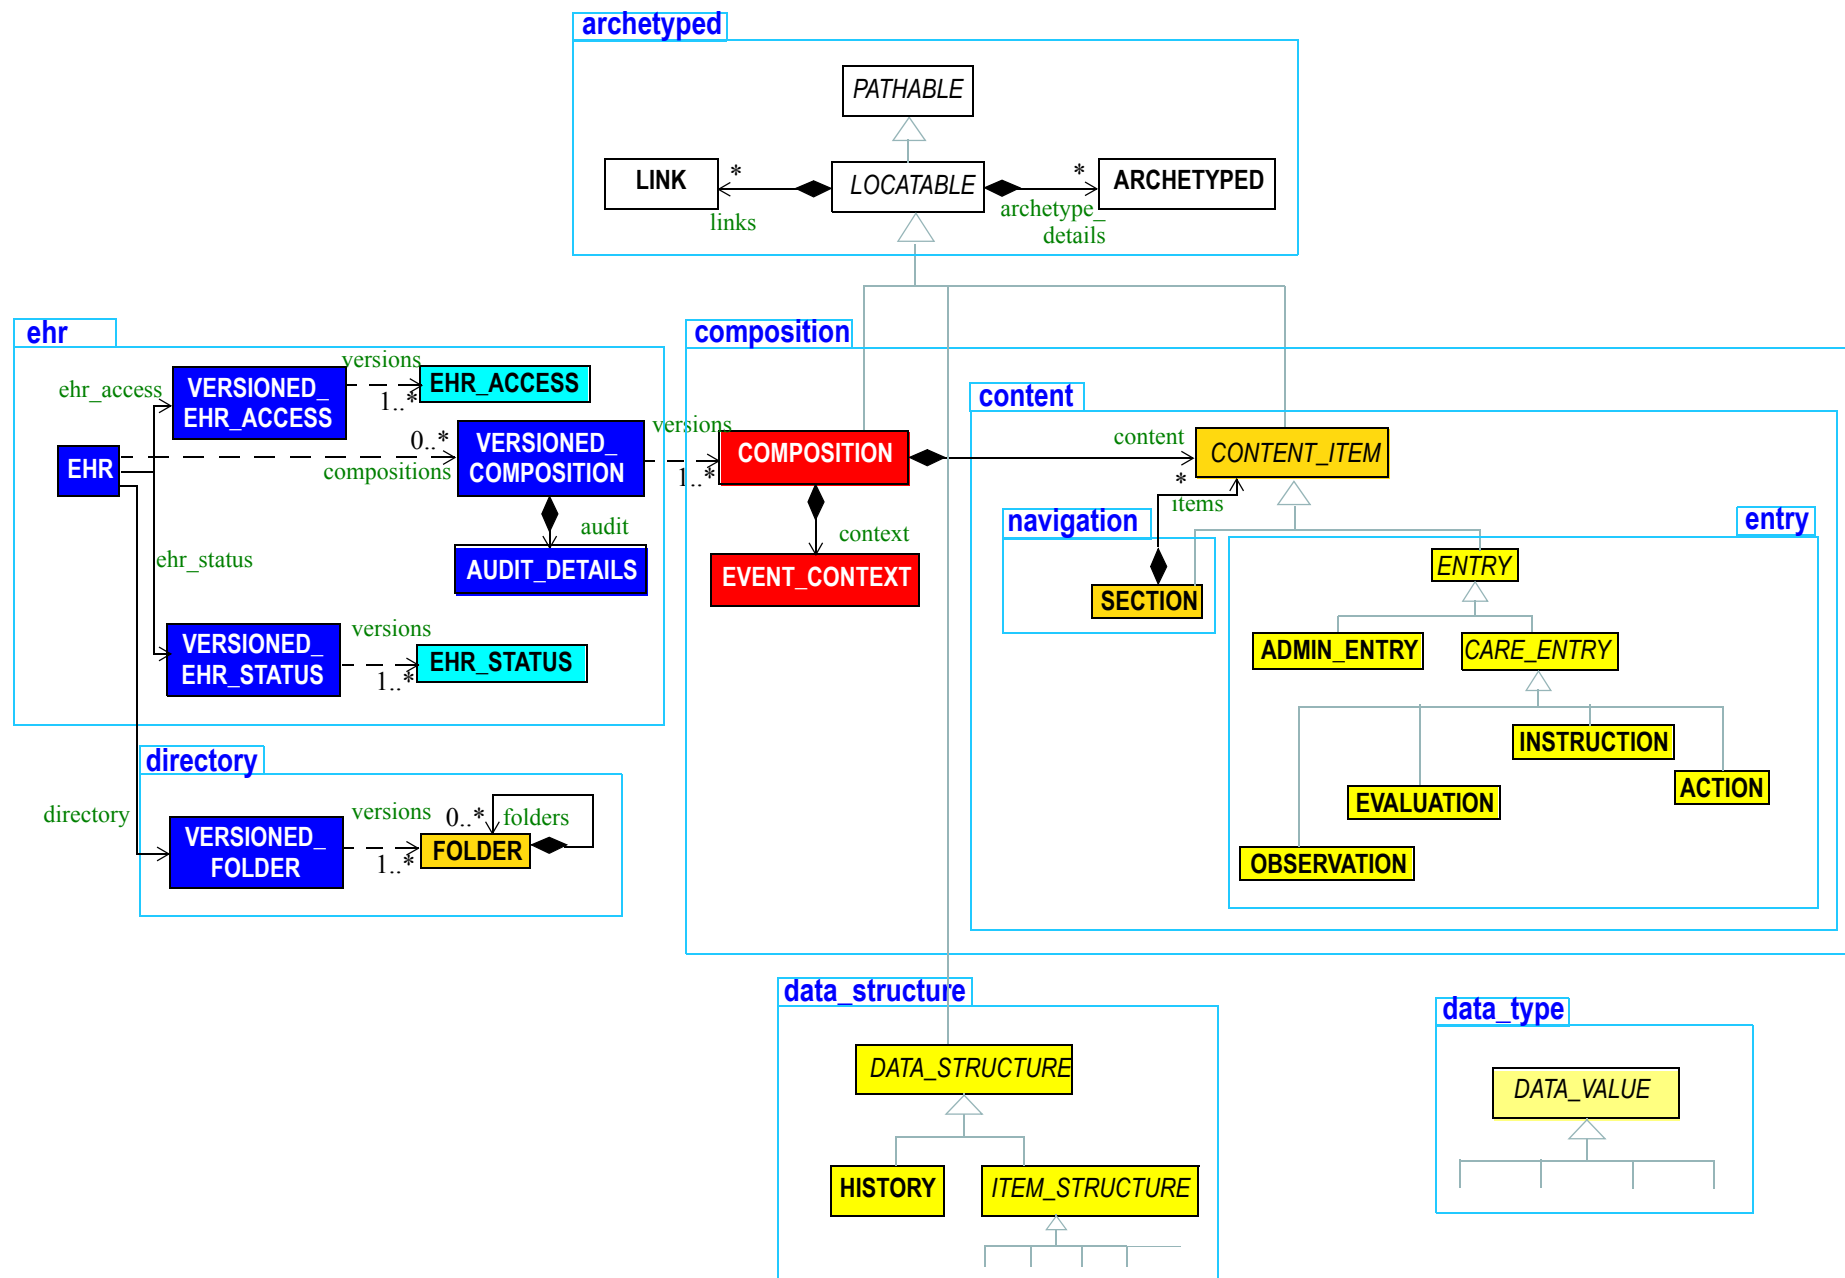 archetyped
PATHABLE
LINK
*
LOCATABLE
*
ARCHETYPED
links
archetype_
details
ehr
ehr_access
VERSIONED_
EHR_ACCESS
versions
1..*
EHR_ACCESS
EHR
0..*
compositions
VERSIONED_
COMPOSITION
versions
1..*
audit
AUDIT_DETAILS
ehr_status
VERSIONED_
EHR_STATUS
versions
1..*
EHR_STATUS
directory
directory
VERSIONED_
FOLDER
versions
1..*
0..*
folders
FOLDER
composition
COMPOSITION
context
EVENT_CONTEXT
content
content
*
CONTENT_ITEM
items
navigation
SECTION
entry
ENTRY
ADMIN_ENTRY
CARE_ENTRY
INSTRUCTION
ACTION
EVALUATION
OBSERVATION
data_structure
DATA_STRUCTURE
HISTORY
ITEM_STRUCTURE
data_type
DATA_VALUE